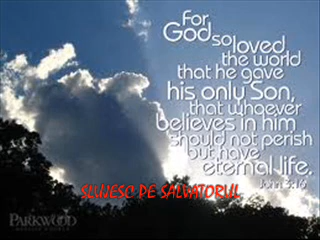 For
God so loved
the world
that he gave
his only Son,
that whoever
believes in him
should not perish
but have
eternal life.
John 3:16
SLUJESC PE SALVATORUL
PARKWOOD